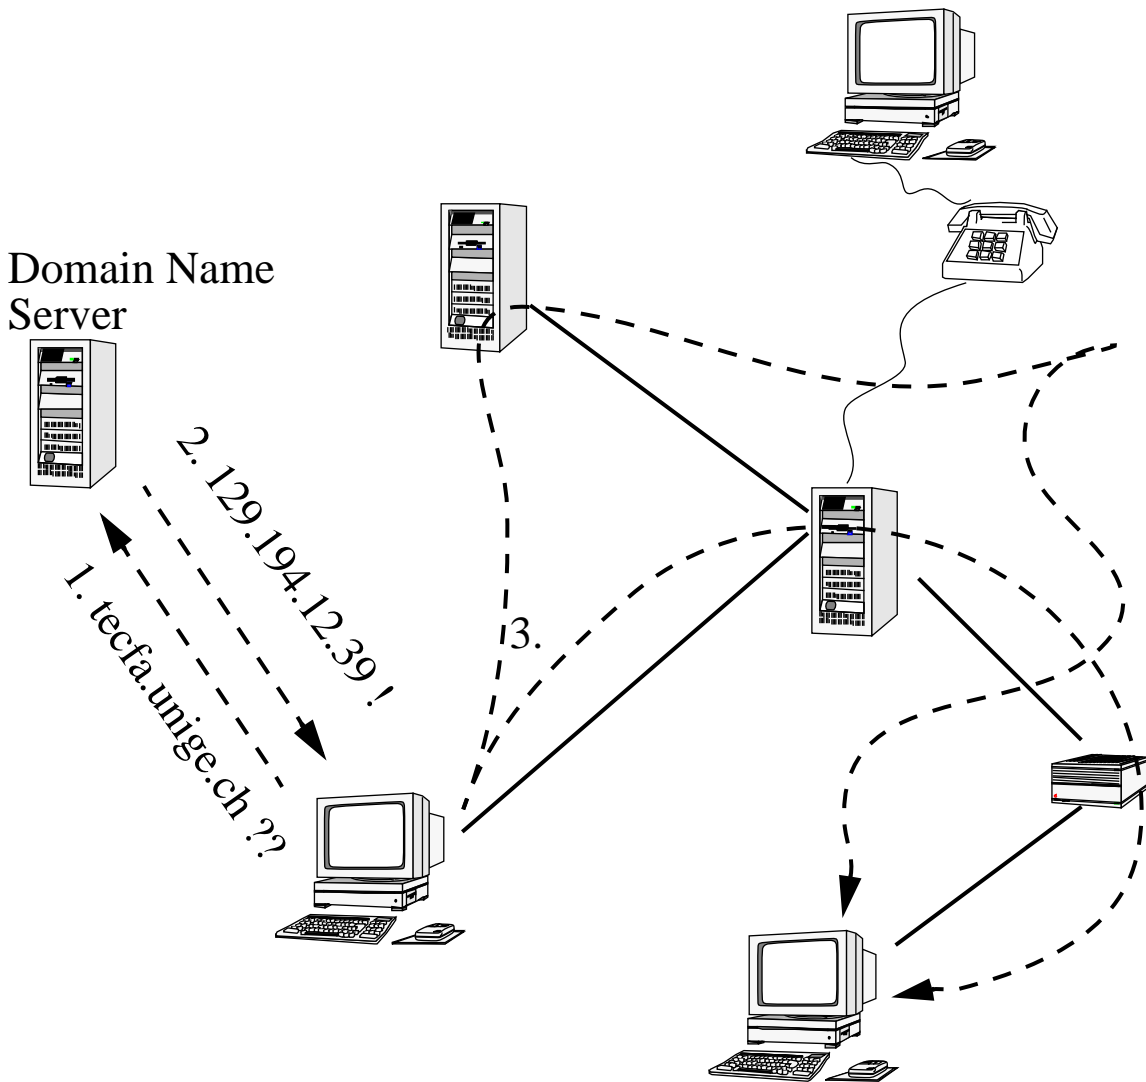 Domain Name
Server
2. 129.194.12.39 !
1. tecfa.unige.ch ??
3.